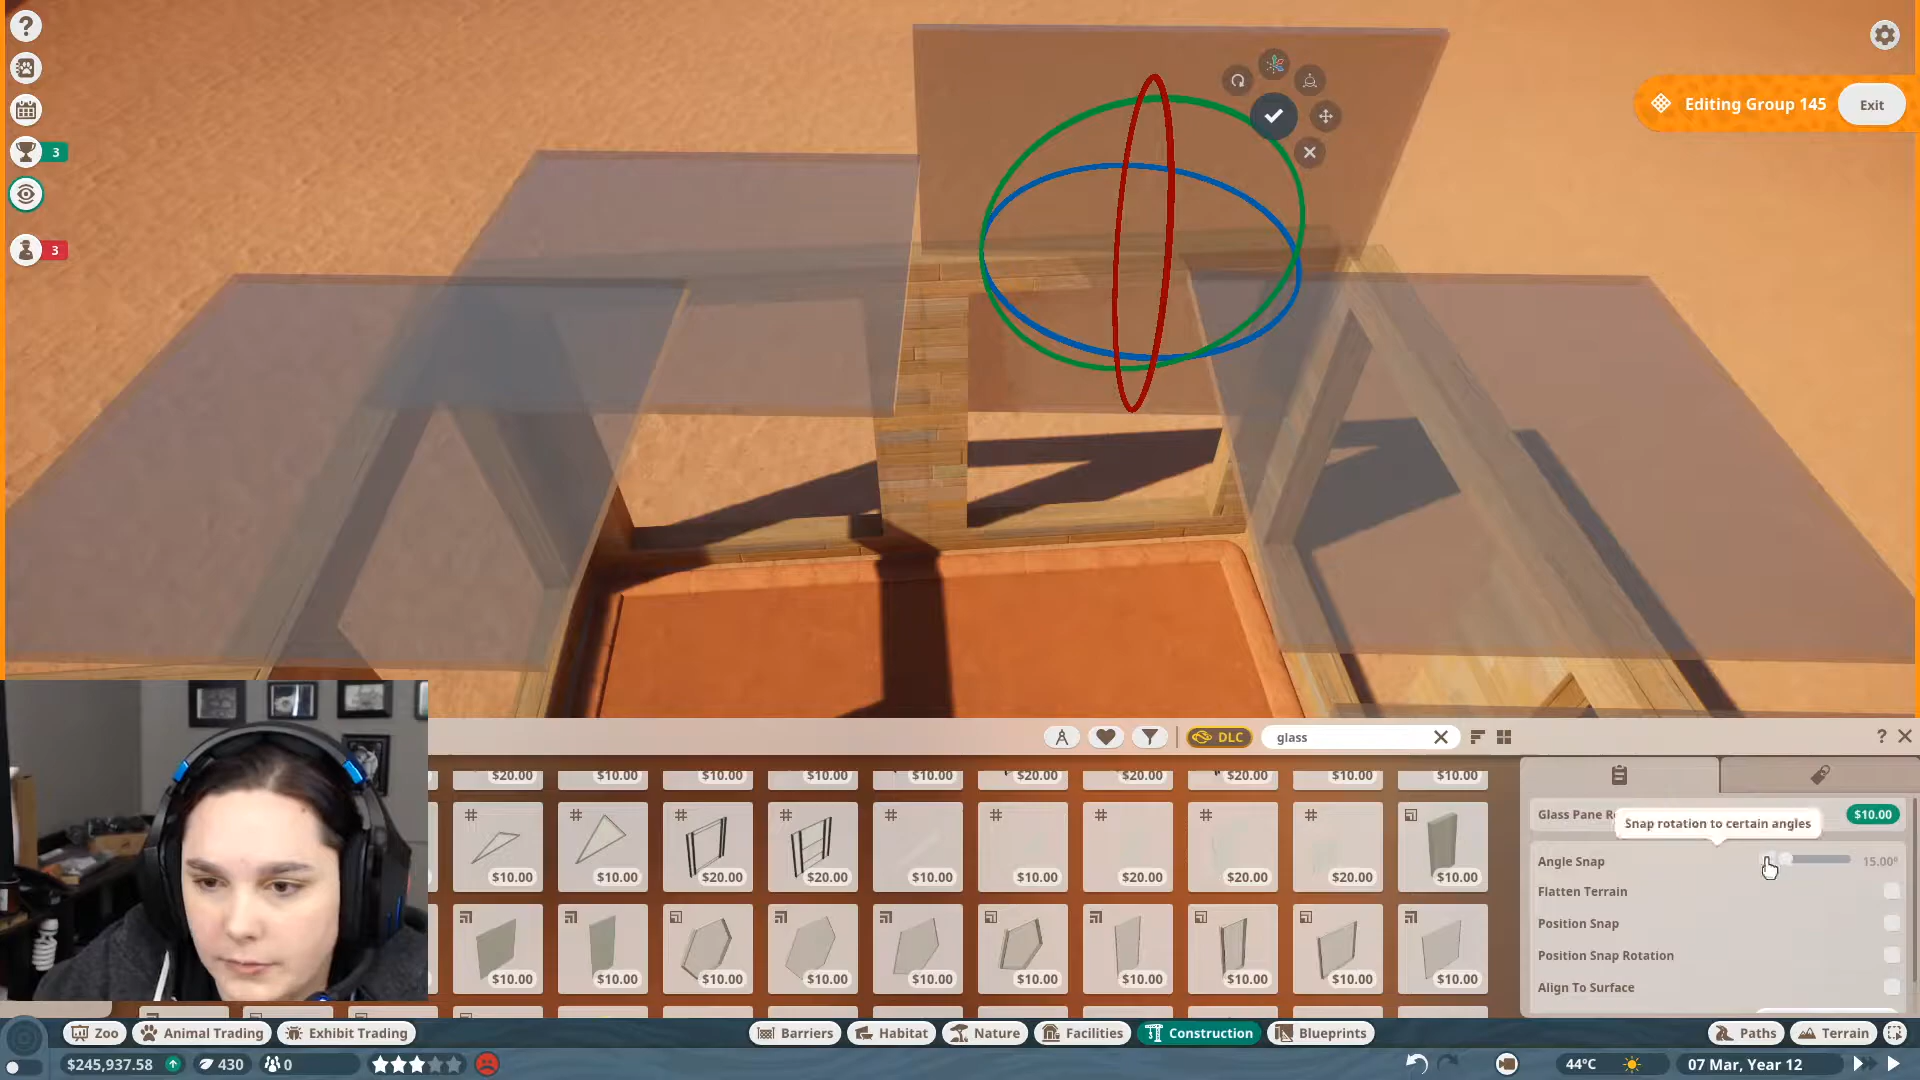 ?
3
3
Editing Group 145
Exit
DLC
glass
?
$20.00 $10.00 $10.00 $10.00 $10.00 $20.00 $20.00 $20.00 $10.00 $10.00
$10.00 $10.00 $20.00 $20.00 $10.00 $10.00 $20.00 $20.00 $20.00 $10.00
$10.00 $10.00 $10.00 $10.00 $10.00 $10.00 $10.00 $10.00 $10.00 $10.00
Glass Pane
$10.00
Snap rotation to certain angles
Angle Snap
15.00°
Flatten Terrain
Position Snap
Position Snap Rotation
Align To Surface
Zoo
Animal Trading
Exhibit Trading
Barriers
Habitat
Nature
Facilities
Construction
Blueprints
Paths
Terrain
$245,937.58
430
0
44°C
07 Mar, Year 12